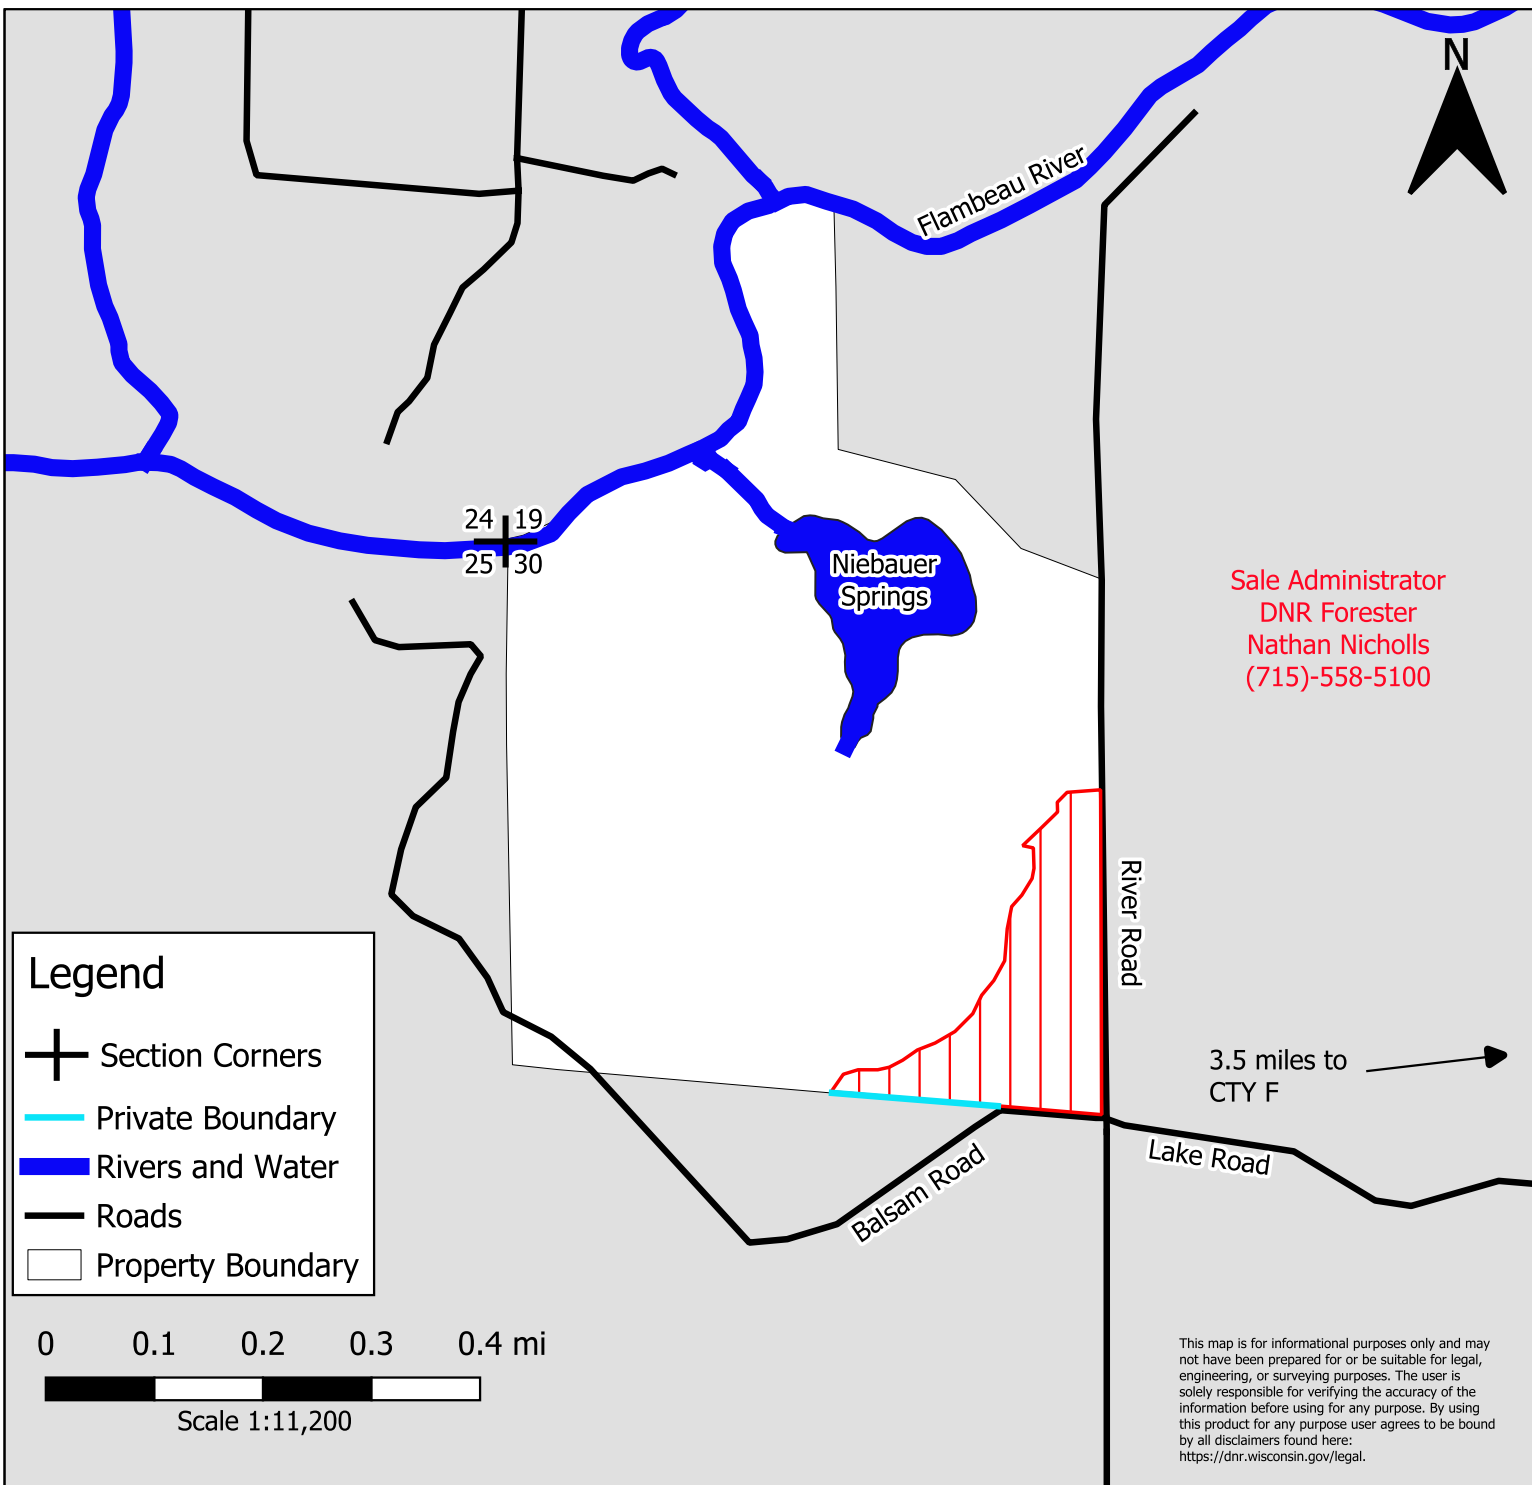 N
Flambeau River
24 19
25 30
Niebauer
Springs
Sale Administrator
DNR Forester
Nathan Nicholls
(715)-558-5100
River Road
Legend
Section Corners
Private Boundary
Rivers and Water
Roads
Property Boundary
3.5 miles to
CTY F
Lake Road
Balsam Road
0 0.1 0.2 0.3 0.4 mi
Scale 1:11,200
This map is for informational purposes only and may
not have been prepared for or be suitable for legal,
engineering, or surveying purposes. The user is
solely responsible for verifying the accuracy of the
information before using for any purpose. By using
this product for any purpose user agrees to be bound
by all disclaimers found here:
https://dnr.wisconsin.gov/legal.